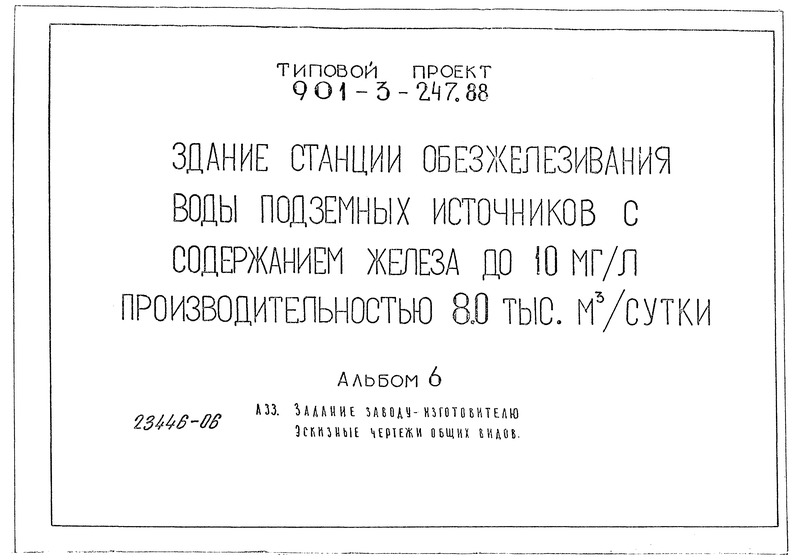 ТИПОВОЙ ПРОЕКТ
901-3-247.88
ЗДАНИЕ СТАНЦИИ ОБЕЗЖЕЛЕЗИВАНИЯ
ВОДЫ ПОДЗЕМНЫХ ИСТОЧНИКОВ С
СОДЕРЖАНИЕМ ЖЕЛЕЗА ДО 10 МГ/Л
ПРОИЗВОДИТЕЛЬНОСТЬЮ 8.0 ТЫС. М³/СУТКИ
АЛЬБОМ 6
23446-06
АЗЗ. ЗАДАНИЕ ЗАВОДУ-ИЗГОТОВИТЕЛЮ
ЭСКИЗНЫЕ ЧЕРТЕЖИ ОБЩИХ ВИДОВ.